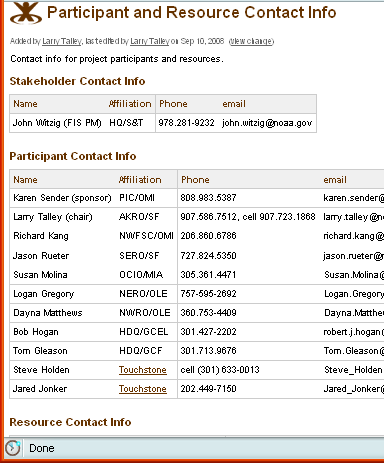 Participant and Resource Contact Info
Added by Larry Talley, last edited by Larry Talley on Sep 10, 2008 (view change)
Contact info for project participants and resources.
Stakeholder Contact Info
Name Affiliation Phone email
John Witzig (FIS PM) HQ/S&T 978.281-9232 john.witzig@noaa.gov
Participant Contact Info
Name Affiliation Phone email
Karen Sender (sponsor) PIC/OMI 808.983.5387 karen.sender@
Larry Talley (chair) AKRO/SF 907.586.7512, cell 907.723.1868 larry.talley@n
Richard Kang NWFSC/OMI 206.860.6786 richard.kang@
Jason Rueter SERO/SF 727.824.5350 jason.rueter@n
Susan Molina OCIO/MIA 305.361.4471 Susan.Molina@
Logan Gregory NERO/OLE 757-595-2692 Logan.Gregory
Dayna Matthews NWRO/OLE 360.753-4409 Dayna.Matthe
Bob Hogan HDQ/GCEL 301.427-2202 robert.j.hogan@
Tom Gleason HDQ/GCF 301.713.9676 Tom.Gleason@
Steve Holden Touchstone cell (301) 633-0013 Steve_Holden
Jared Jonker Touchstone 202.449-7150 Jared_Jonker@
Resource Contact Info
Done